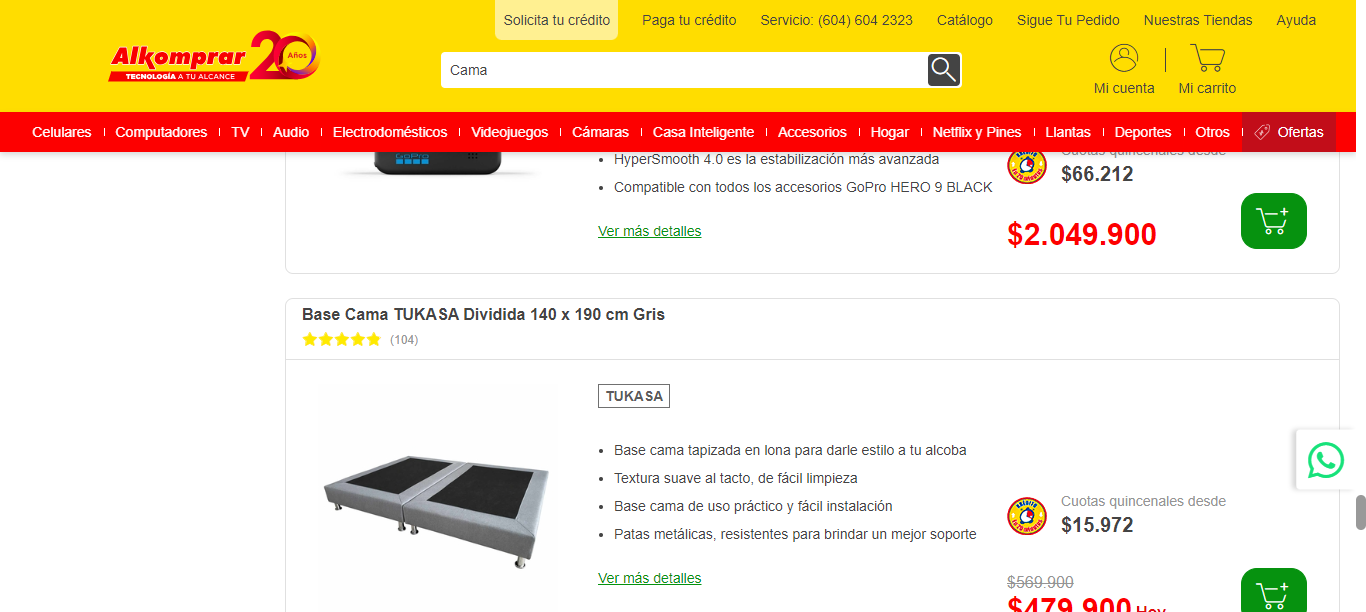 Solicita tu crédito Paga tu crédito Servicio: (604) 604 2323 Catálogo Sigue Tu Pedido Nuestras Tiendas Ayuda
Alkomprar 20 Años
TECNOLOGÍA A TU ALCANCE
Cama
Mi cuenta Mi carrito
Celulares Computadores TV Audio Electrodomésticos Videojuegos Cámaras Casa Inteligente Accesorios Hogar Netflix y Pines Llantas Deportes Otros Ofertas
GoPro
HyperSmooth 4.0 es la estabilización más avanzada
Cuotas quincenales desde
$66.212
Compatible con todos los accesorios GoPro HERO 9 BLACK
Ver más detalles
$2.049.900
Base Cama TUKASA Dividida 140 x 190 cm Gris
(104)
TUKASA
Base cama tapizada en lona para darle estilo a tu alcoba
Textura suave al tacto, de fácil limpieza
Base cama de uso práctico y fácil instalación
Patas metálicas, resistentes para brindar un mejor soporte
Ver más detalles
Cuotas quincenales desde
$15.972
$569.900
$479.900 Hoy